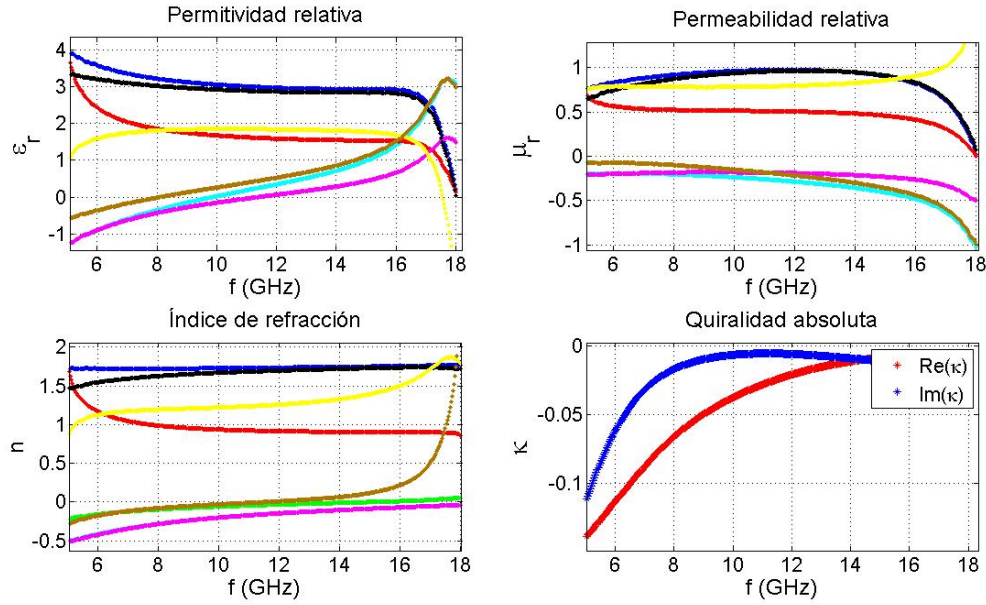 Permitividad relativa
4
3
2
1
0
-1
εr
6 8 10 12 14 16 18
f (GHz)
Permeabilidad relativa
1
0.5
0
-0.5
-1
μr
6 8 10 12 14 16 18
f (GHz)
Índice de refracción
2
1.5
1
0.5
0
-0.5
n
6 8 10 12 14 16 18
f (GHz)
Quiralidad absoluta
0
-0.05
-0.1
κ
Re(κ)
Im(κ)
6 8 10 12 14 16 18
f (GHz)